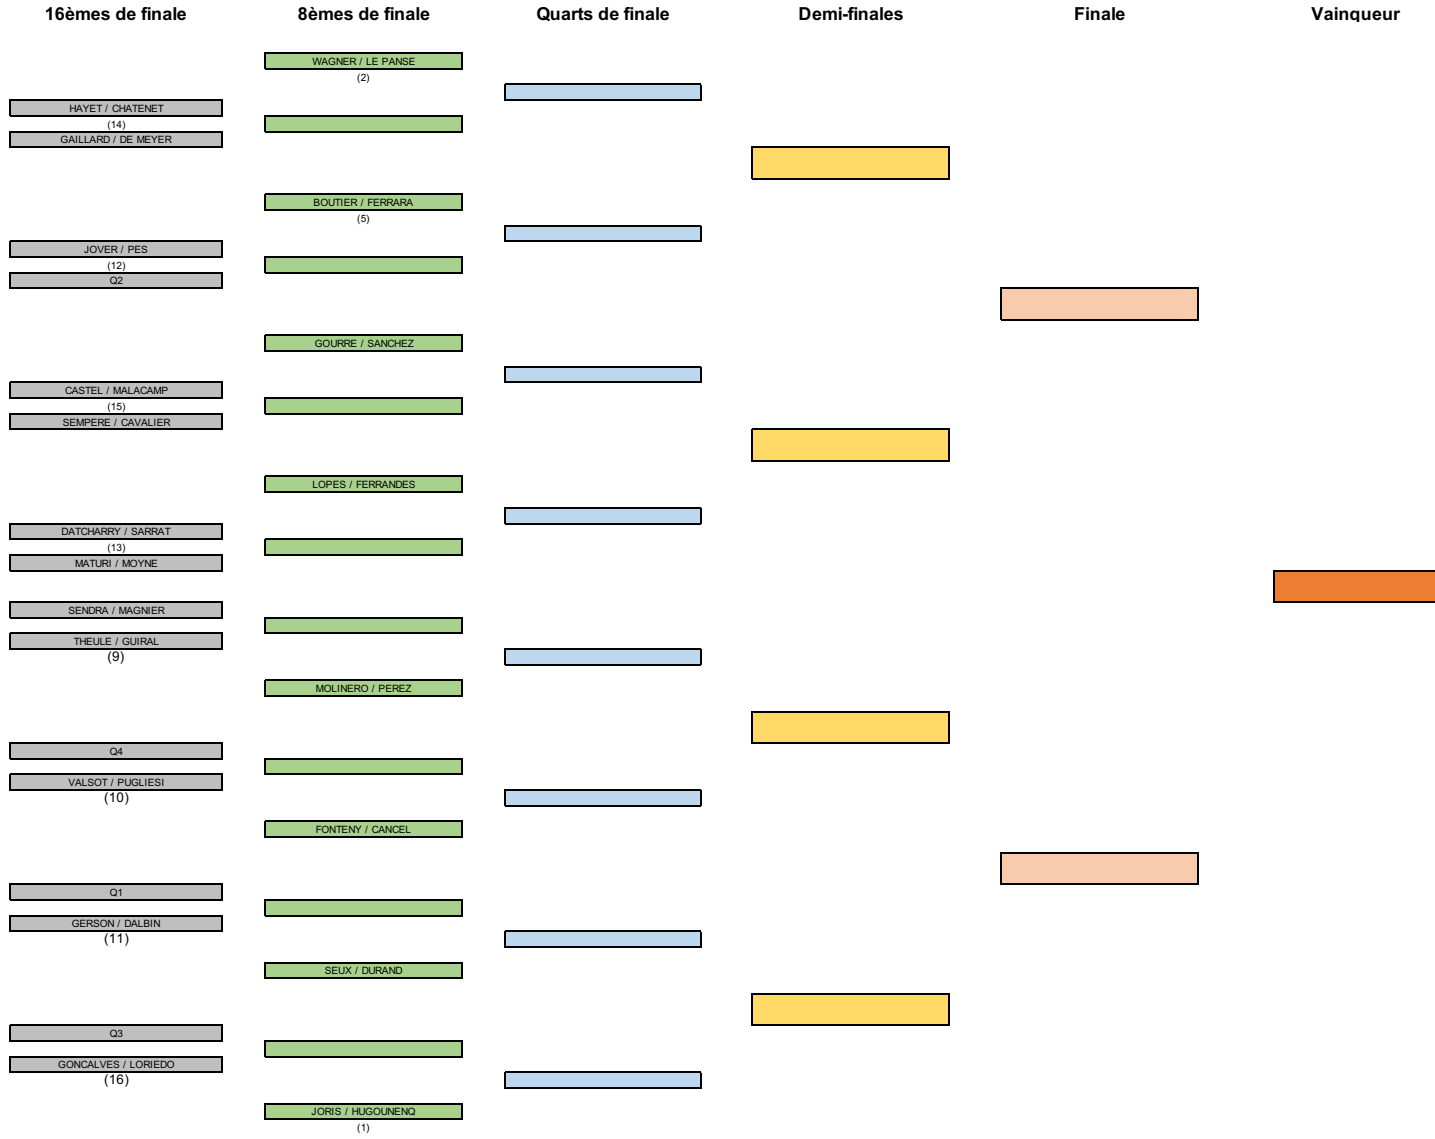 16èmes de finale 8èmes de finale Quarts de finale Demi-finales Finale Vainqueur
WAGNER / LE PANSE
(2)
HAYET / CHATENET
(14)
GAILLARD / DE MEYER
BOUTIER / FERRARA
(5)
JOVER / PES
(12)
Q2
GOURRE / SANCHEZ
CASTEL / MALACAMP
(15)
SEMPERE / CAVALIER
LOPES / FERRANDES
DATCHARRY / SARRAT
(13)
MATURI / MOYNE
SENDRA / MAGNIER
THEULE / GUIRAL
(9)
MOLINERO / PEREZ
Q4
VALSOT / PUGLIESI
(10)
FONTENY / CANCEL
Q1
GERSON / DALBIN
(11)
SEUX / DURAND
Q3
GONCALVES / LORIEDO
(16)
JORIS / HUGOUNENQ
(1)